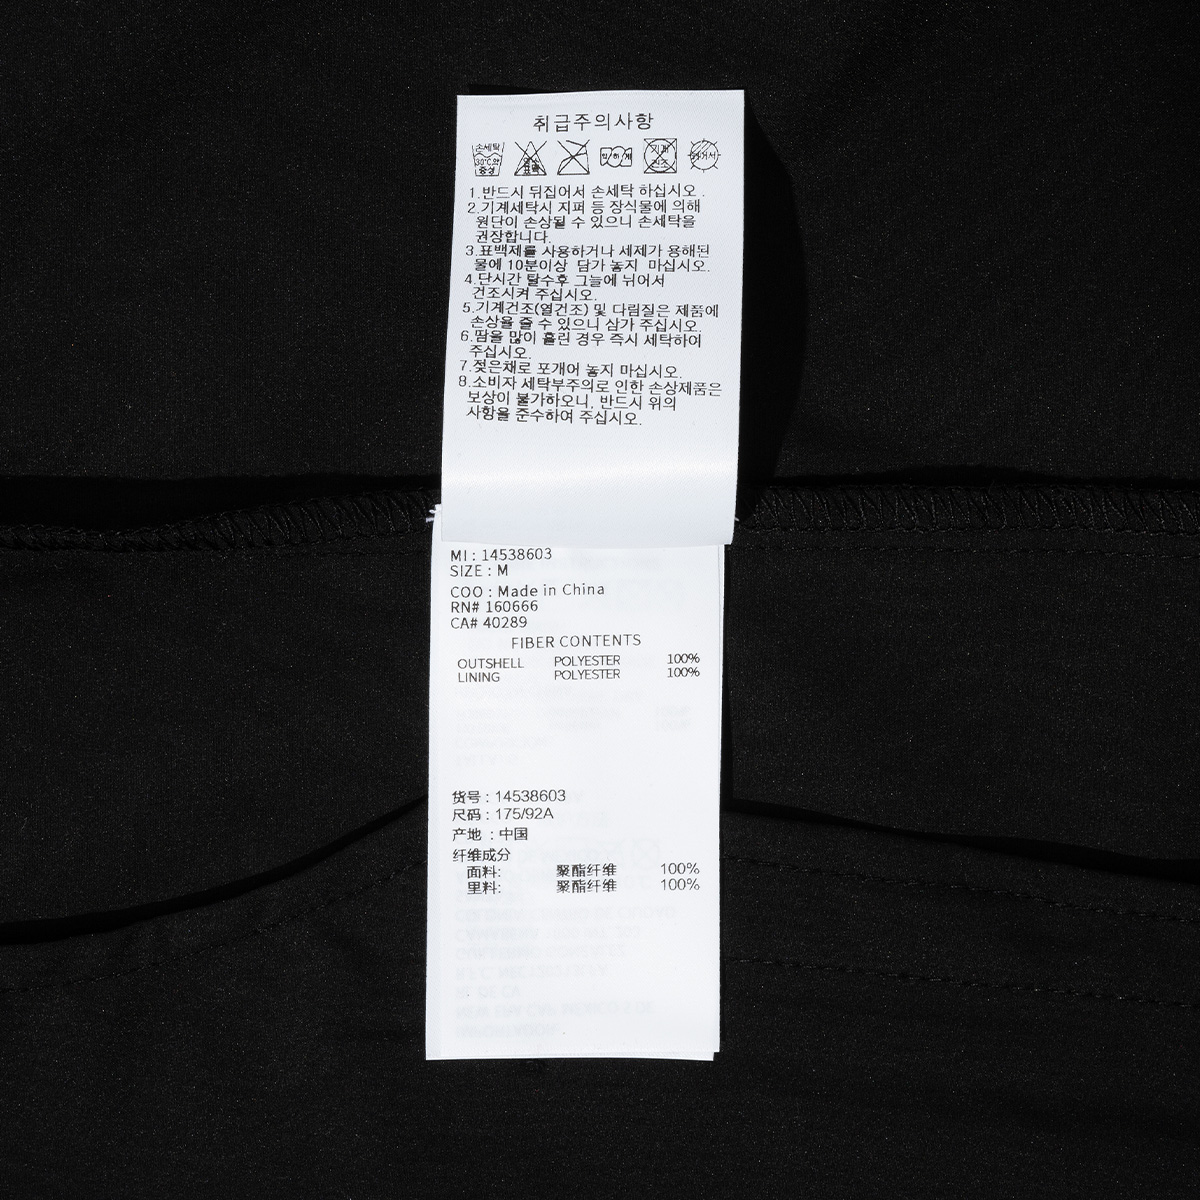 취급주의사항
손세탁
30℃약
중성
1.반드시 뒤집어서 손세탁 하십시오.
2.기계세탁시 지퍼 등 장식물에 의해
원단이 손상될 수 있으니 손세탁을
권장합니다.
3.표백제를 사용하거나 세제가 용해된
물에 10분이상 담가 놓지 마십시오.
4.단시간 탈수후 그늘에 뉘어서
건조시켜 주십시오.
5.기계건조(열건조) 및 다림질은 제품에
손상을 줄 수 있으니 삼가 주십시오.
6.땀을 많이 흘린 경우 즉시 세탁하여
주십시오.
7.젖은채로 포개어 놓지 마십시오.
8.소비자 세탁부주의로 인한 손상제품은
보상이 불가하오니, 반드시 위의
사항을 준수하여 주십시오.
MI : 14538603
SIZE : M
COO : Made in China
RN# 160666
CA# 40289
FIBER CONTENTS
OUTSHELL POLYESTER 100%
LINING POLYESTER 100%
货号 : 14538603
尺码 : 175/92A
产地 : 中国
纤维成分
面料: 聚酯纤维 100%
里料: 聚酯纤维 100%